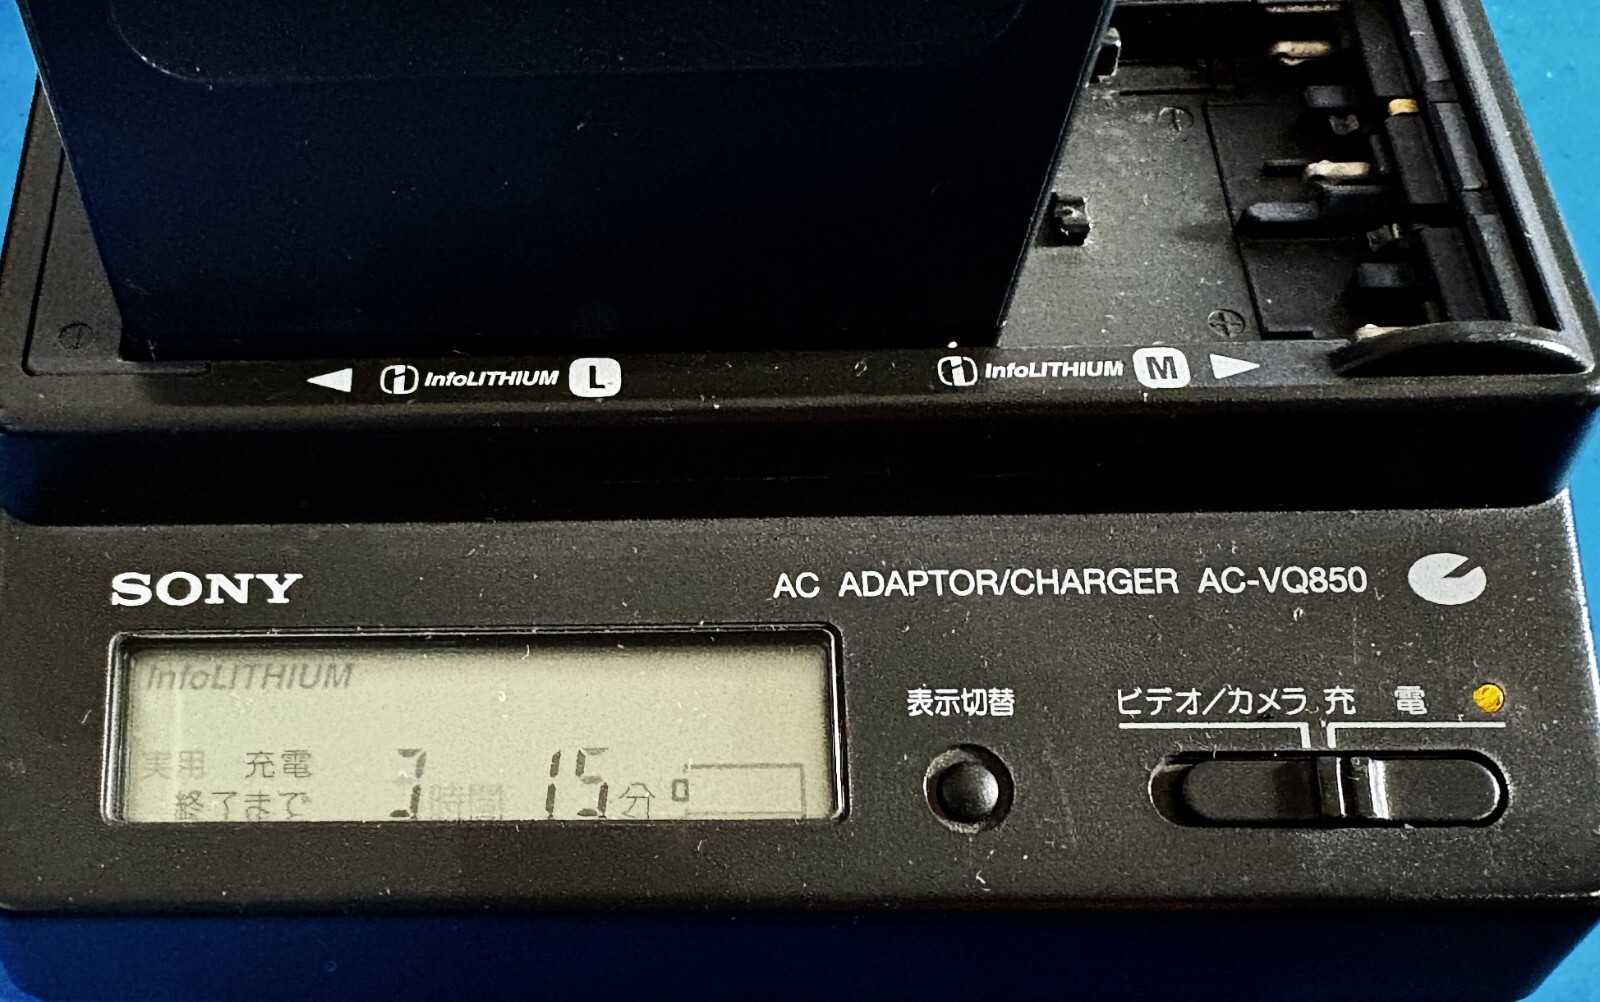 InfoLITHIUM L
InfoLITHIUM M
SONY
AC ADAPTOR/CHARGER AC-VQ850
InfoLITHIUM
実用 充電
終了まで 3時間 15分
表示切替
ビデオ/カメラ 充電